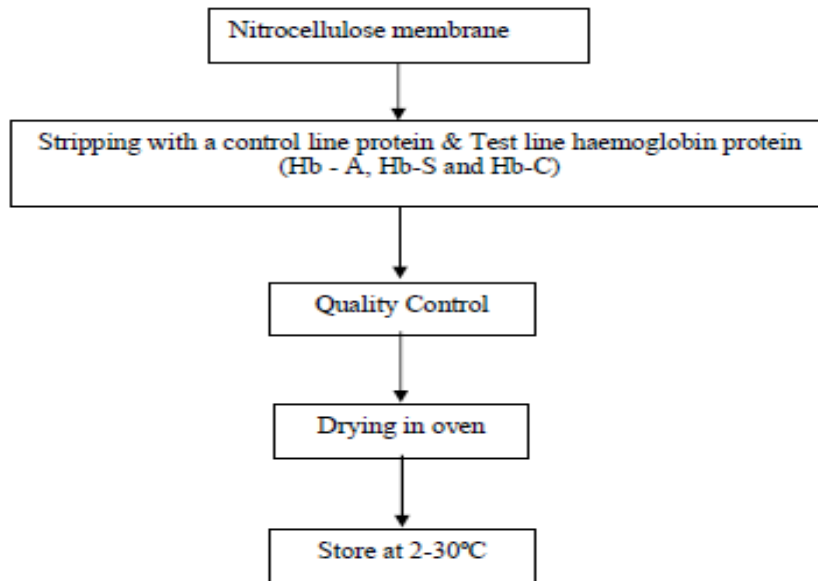 Nitrocellulose membrane
Stripping with a control line protein & Test line haemoglobin protein
(Hb - A, Hb-S and Hb-C)
Quality Control
Drying in oven
Store at 2-30ºC